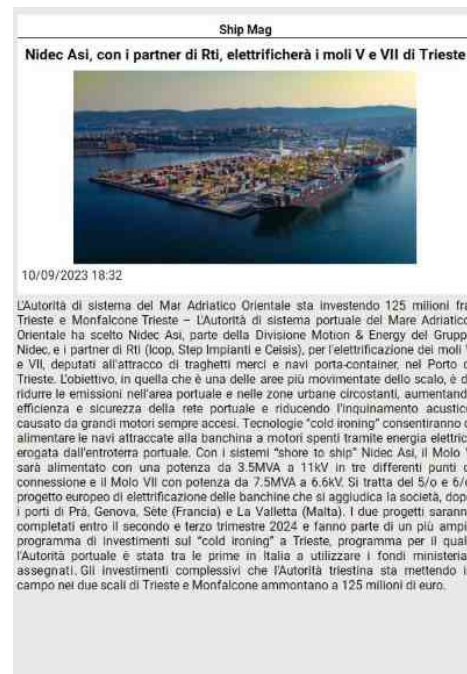 Ship Mag
Nidec Asi, con i partner di Rti, elettrificherà i moli V e VII di Trieste
10/09/2023 18:32
L'Autorità di sistema del Mar Adriatico Orientale sta investendo 125 milioni fra
Trieste e Monfalcone Trieste – L'Autorità di sistema portuale del Mare Adriatico
Orientale ha scelto Nidec Asi, parte della Divisione Motion & Energy del Grupp
Nidec, e i partner di Rti (Icop, Step Impianti e Ceisis), per l'elettificazione dei moli
e VII, deputati all'attracco di traghetti merci e navi porta-container, nel Porto
Trieste. L'obiettivo, in quella che è una delle aree più movimentate dello scalo, è d
ridurre le emissioni nell'area portuale e nelle zone urbane circostanti, aumentand
efficienza e sicurezza della rete portuale e riducendo l'inquinamento acustic
causato da grandi motori sempre accesi. Tecnologie "cold ironing" consentiranno d
alimentare le navi attraccate alla banchina a motori spenti tramite energia elettric
erogata dall'entroterra portuale. Con i sistemi "shore to ship" Nidec Asi, il Molo
sarà alimentato con una potenza da 3.5MVA a 11kV in tre differenti punti
connessione e il Molo VII con potenza da 7.5MVA a 6.6kV. Si tratta del 5/o e 6/
progetto europeo di elettrificazione delle banchine che si aggiudica la società, dop
i porti di Prà, Genova, Sète (Francia) e La Valletta (Malta). I due progetti sarann
completati entro il secondo e terzo trimestre 2024 e fanno parte di un più ampi
programma di investimenti sul "cold ironing" a Trieste, programma per il qual
l'Autorità portuale è stata tra le prime in Italia a utilizzare i fondi ministeria
assegnati. Gli investimenti complessivi che l'Autorità triestina sta mettendo i
campo nei due scali di Trieste e Monfalcone ammontano a 125 milioni di euro.